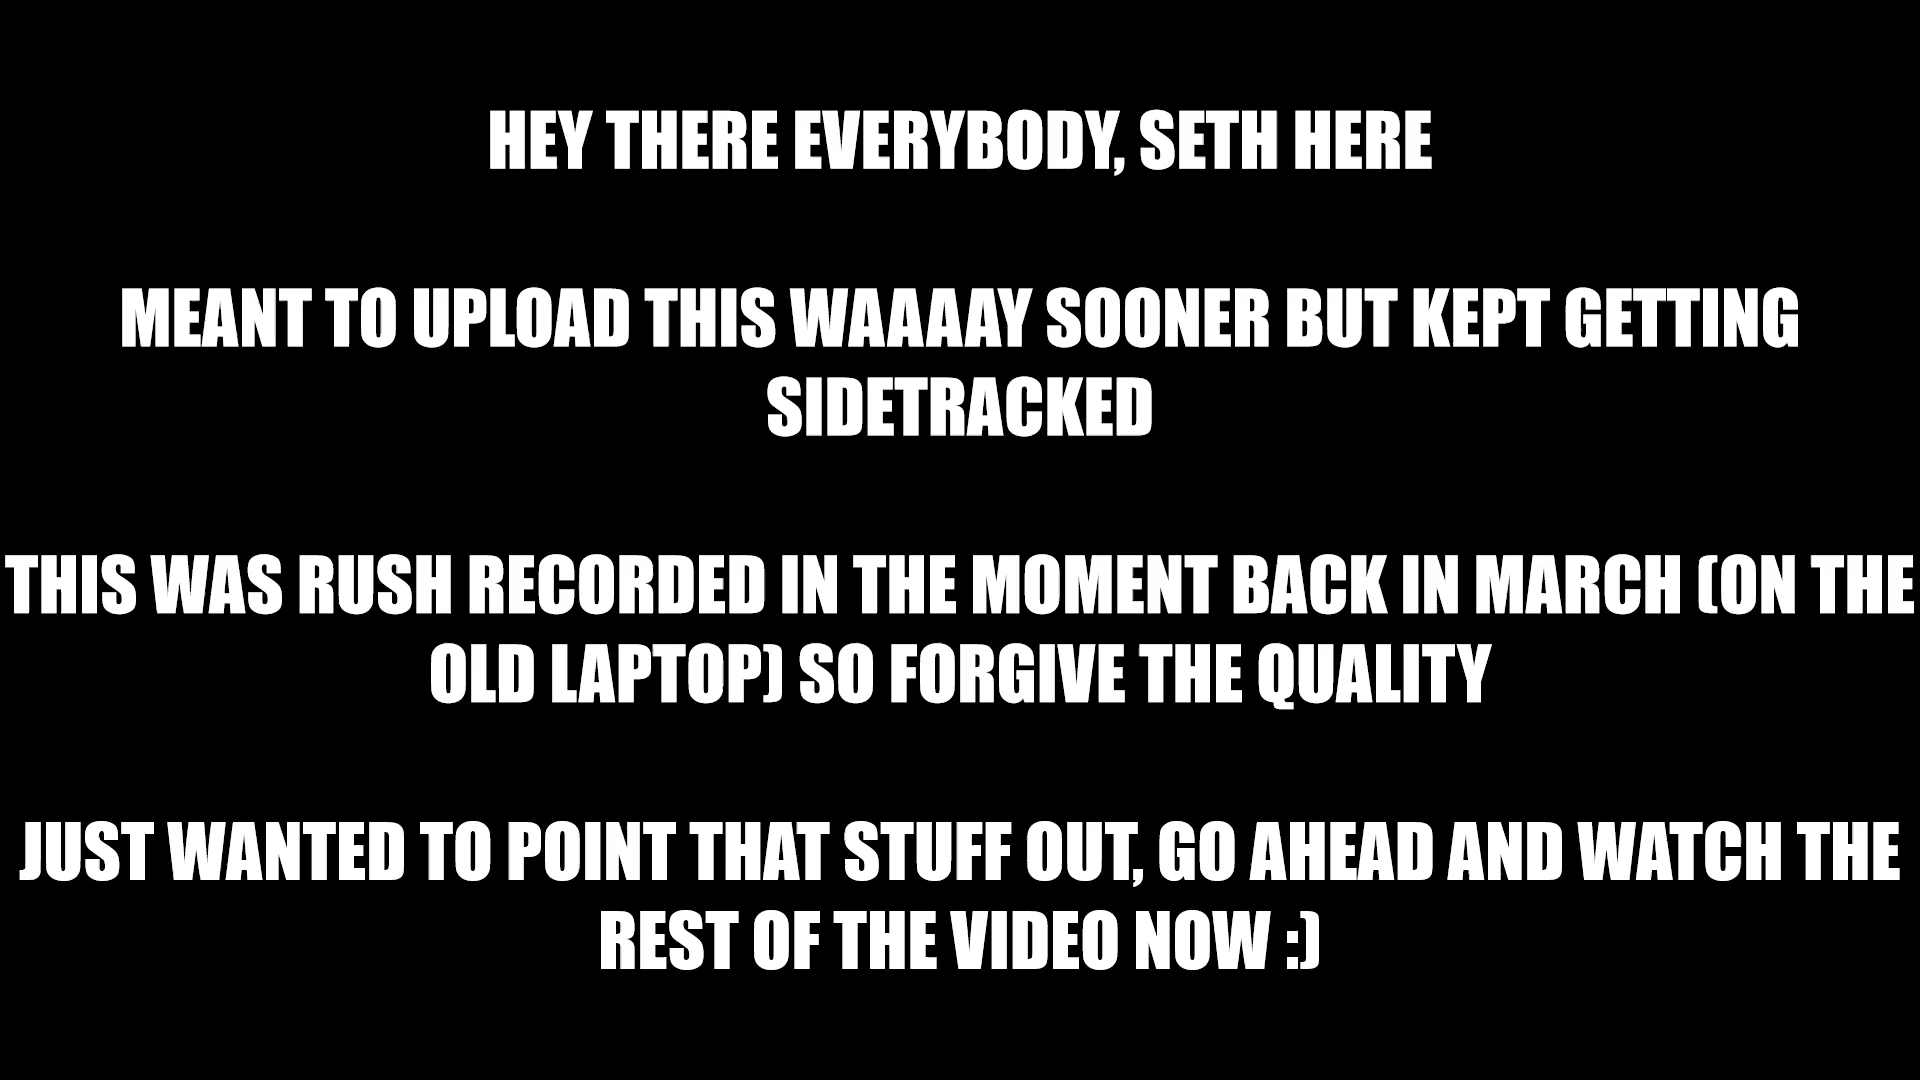 HEY THERE EVERYBODY, SETH HERE
MEANT TO UPLOAD THIS WAAAAY SOONER BUT KEPT GETTING
SIDETRACKED
THIS WAS RUSH RECORDED IN THE MOMENT BACK IN MARCH (ON THE
OLD LAPTOP) SO FORGIVE THE QUALITY
JUST WANTED TO POINT THAT STUFF OUT, GO AHEAD AND WATCH THE
REST OF THE VIDEO NOW :)